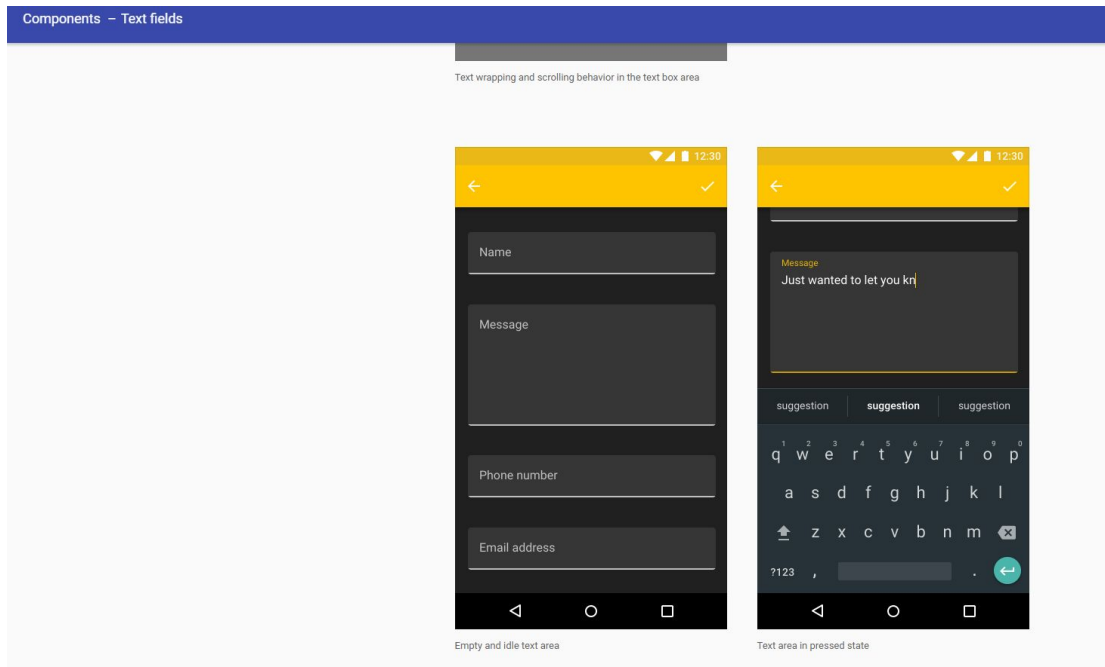 Components – Text fields
Text wrapping and scrolling behavior in the text box area
12:30
Name
Message
Phone number
Email address
Empty and idle text area
12:30
Message
Just wanted to let you kn
suggestion suggestion suggestion
1 2 3 4 5 6 7 8 9 0
q w e r t y u i o p
a s d f g h j k l
z x c v b n m
?123 , .
Text area in pressed state